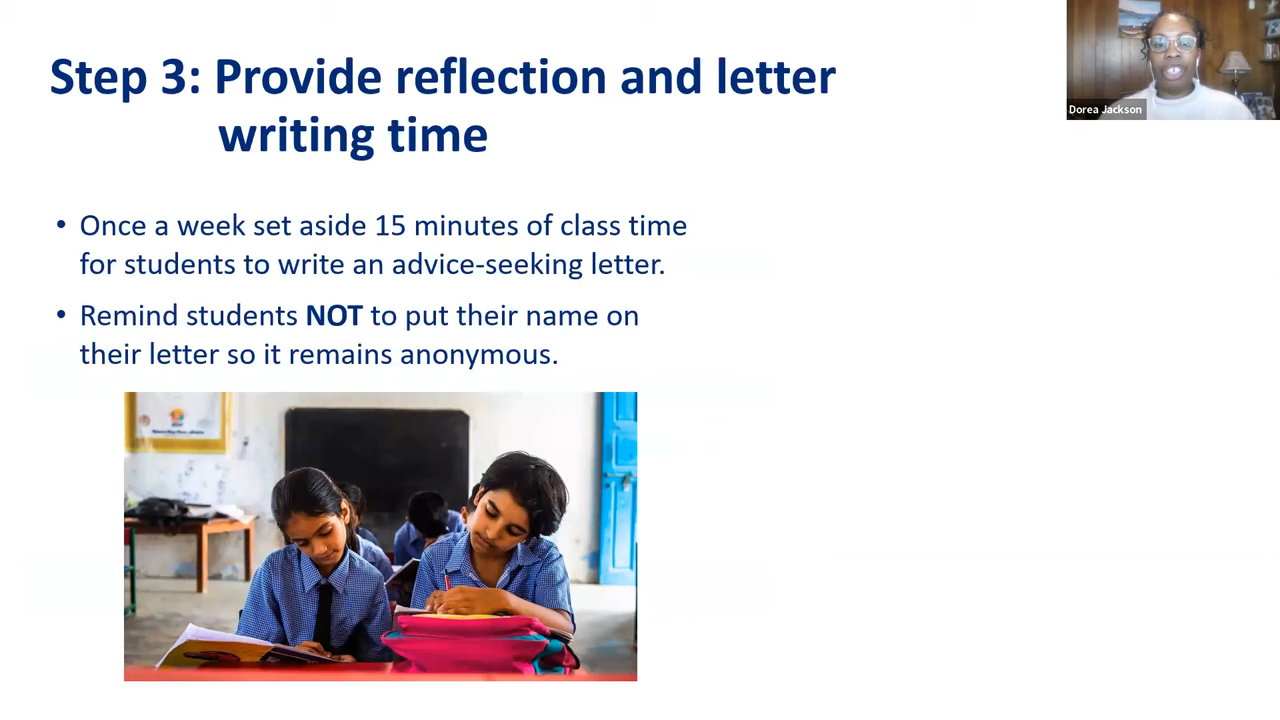 Step 3: Provide reflection and letter
writing time
• Once a week set aside 15 minutes of class time
for students to write an advice-seeking letter.
• Remind students NOT to put their name on
their letter so it remains anonymous.
Dorea Jackson